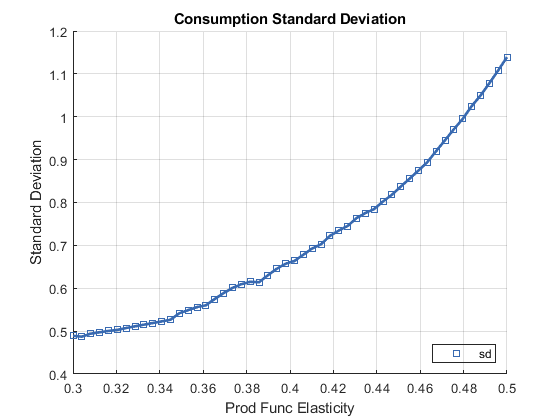 Consumption Standard Deviation
1.2
1.1
1
0.9
0.8
0.7
0.6
0.5
0.4
Standard Deviation
0.3 0.32 0.34 0.36 0.38 0.4 0.42 0.44 0.46 0.48 0.5
Prod Func Elasticity
sd